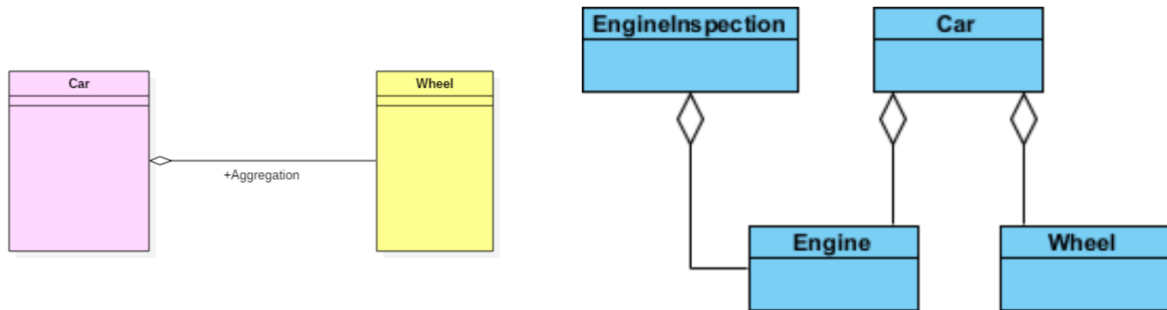 Car
Wheel
+Aggregation
EngineInspection
Car
Engine
Wheel